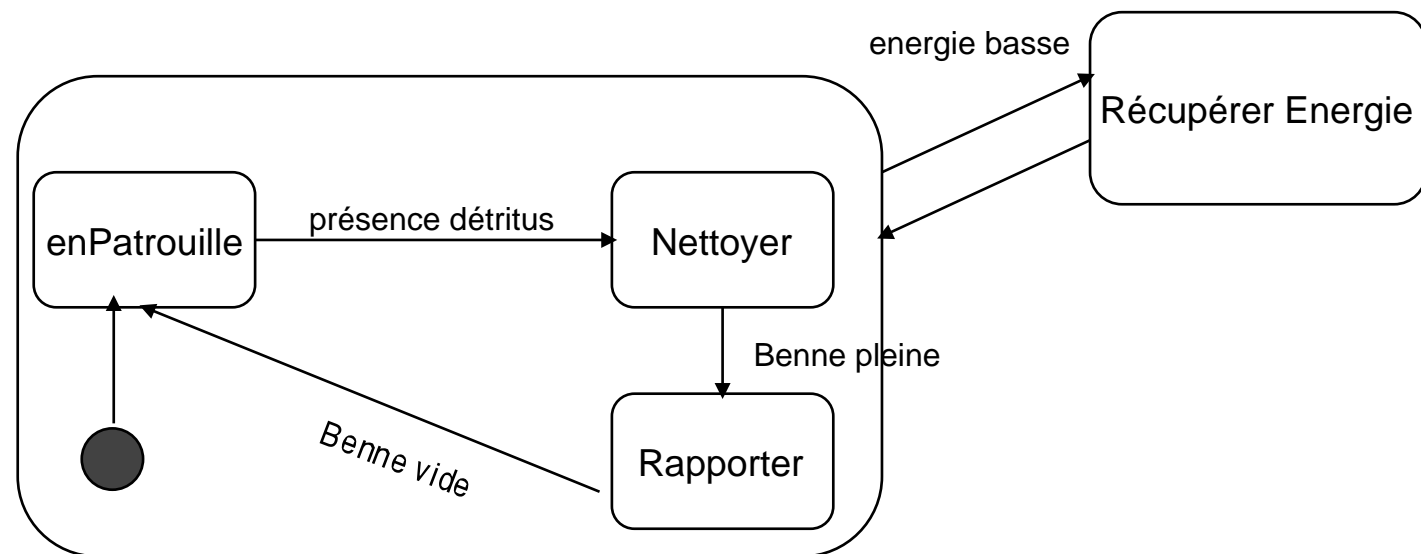 energie basse
Récupérer Energie
enPatrouille
présence détritus
Nettoyer
Benne pleine
Benne vide
Rapporter